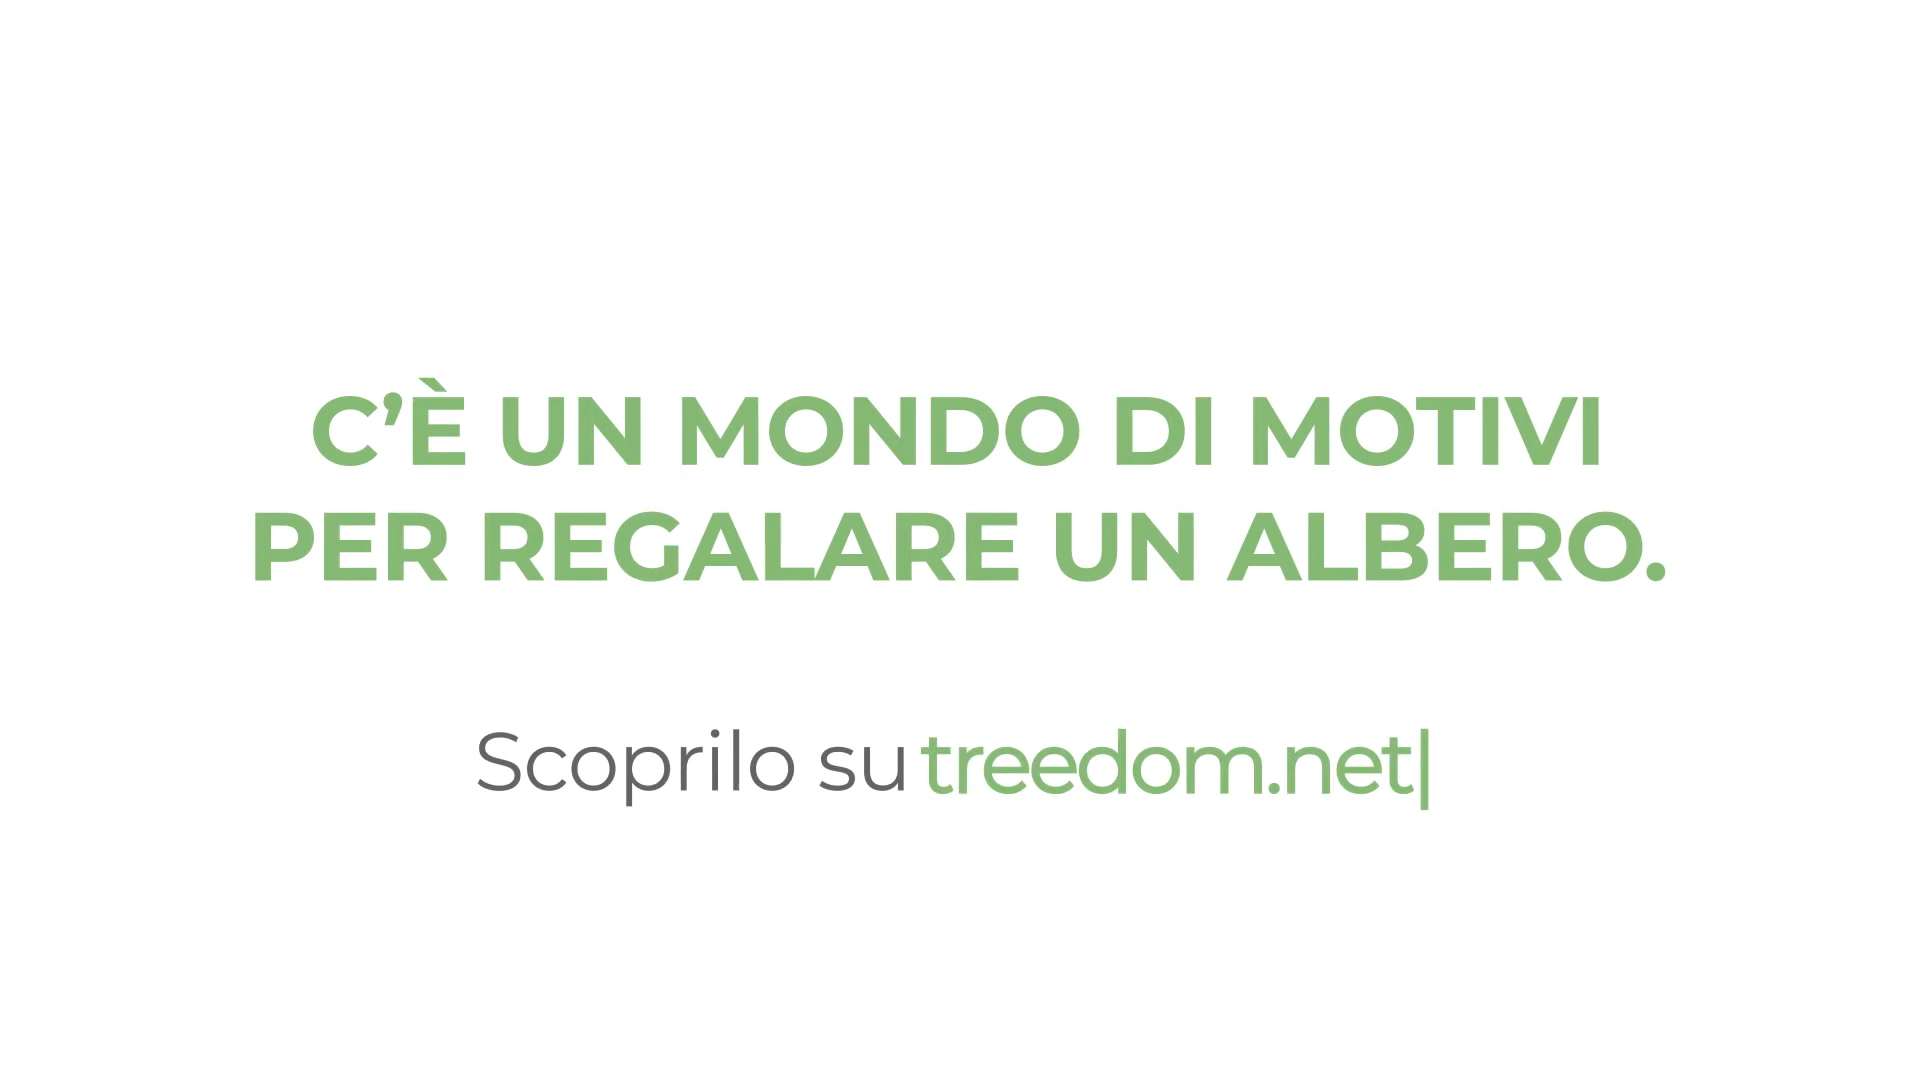 C’È UN MONDO DI MOTIVI
PER REGALARE UN ALBERO.
Scoprilo su treedom.net|